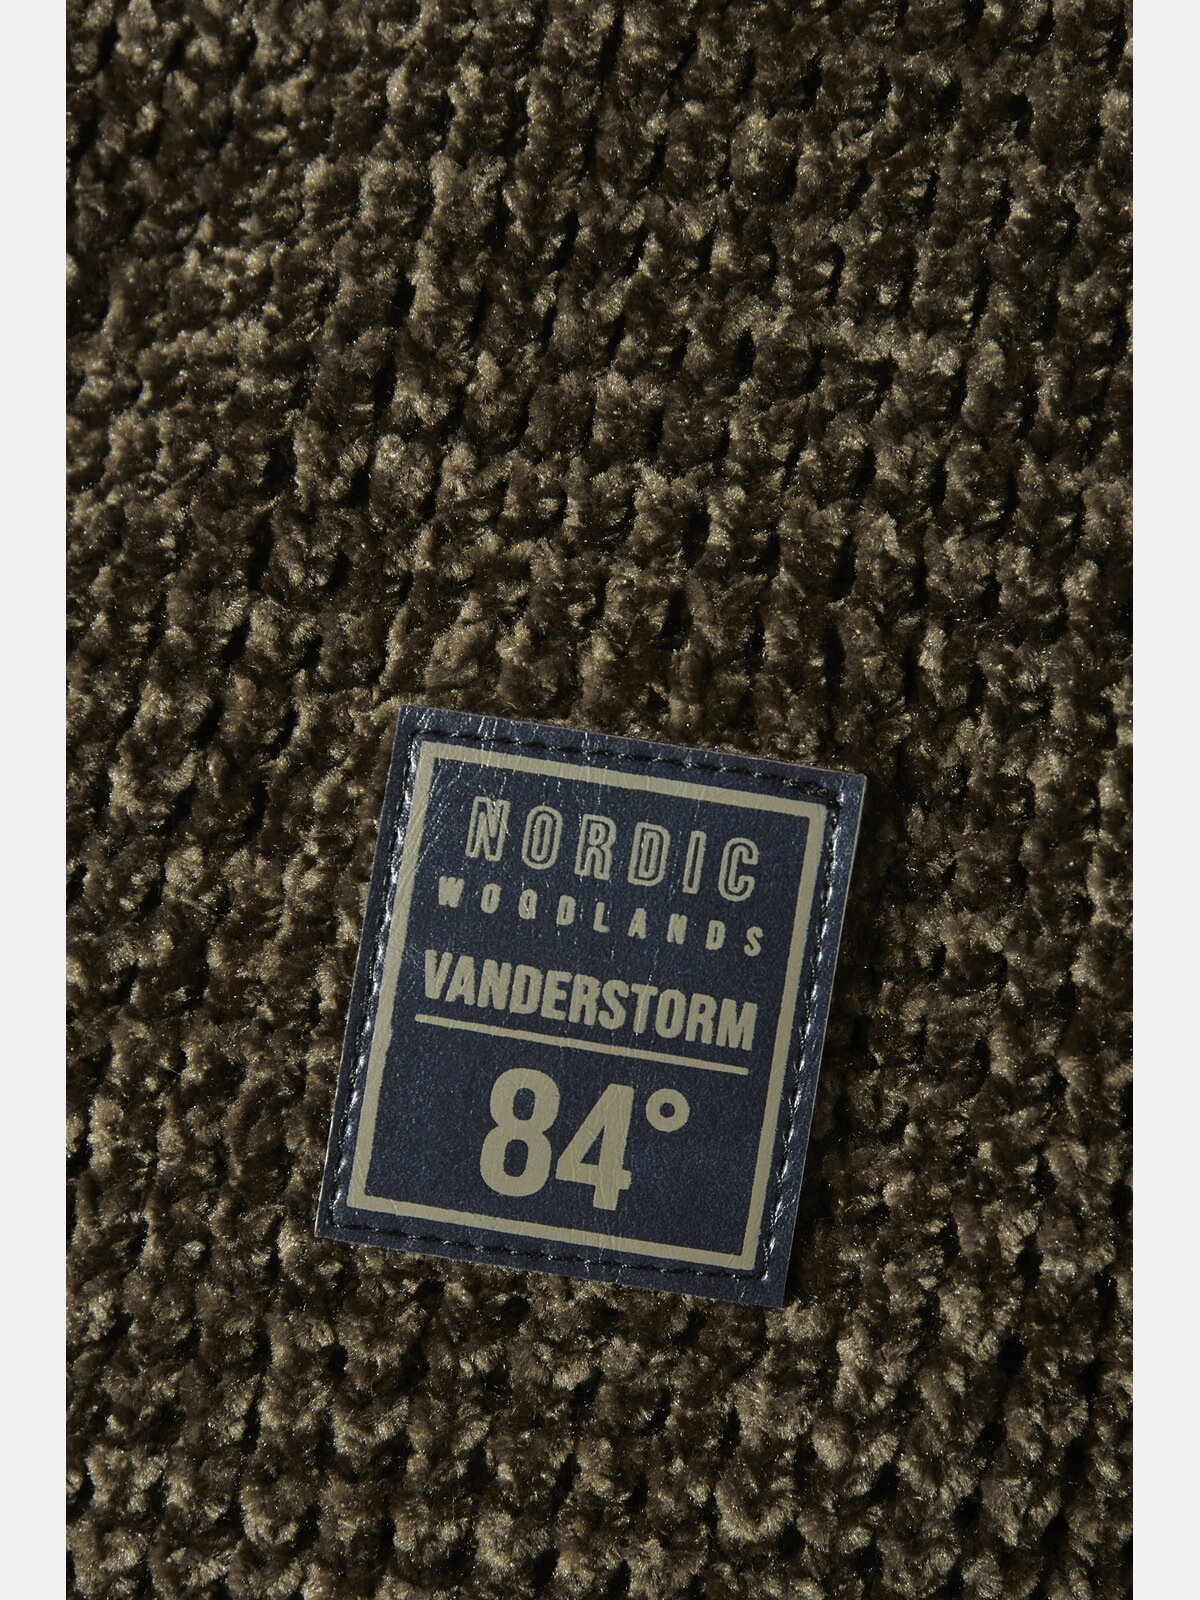 NORDIC
WOODLANDS
VANDERSTORM
84°